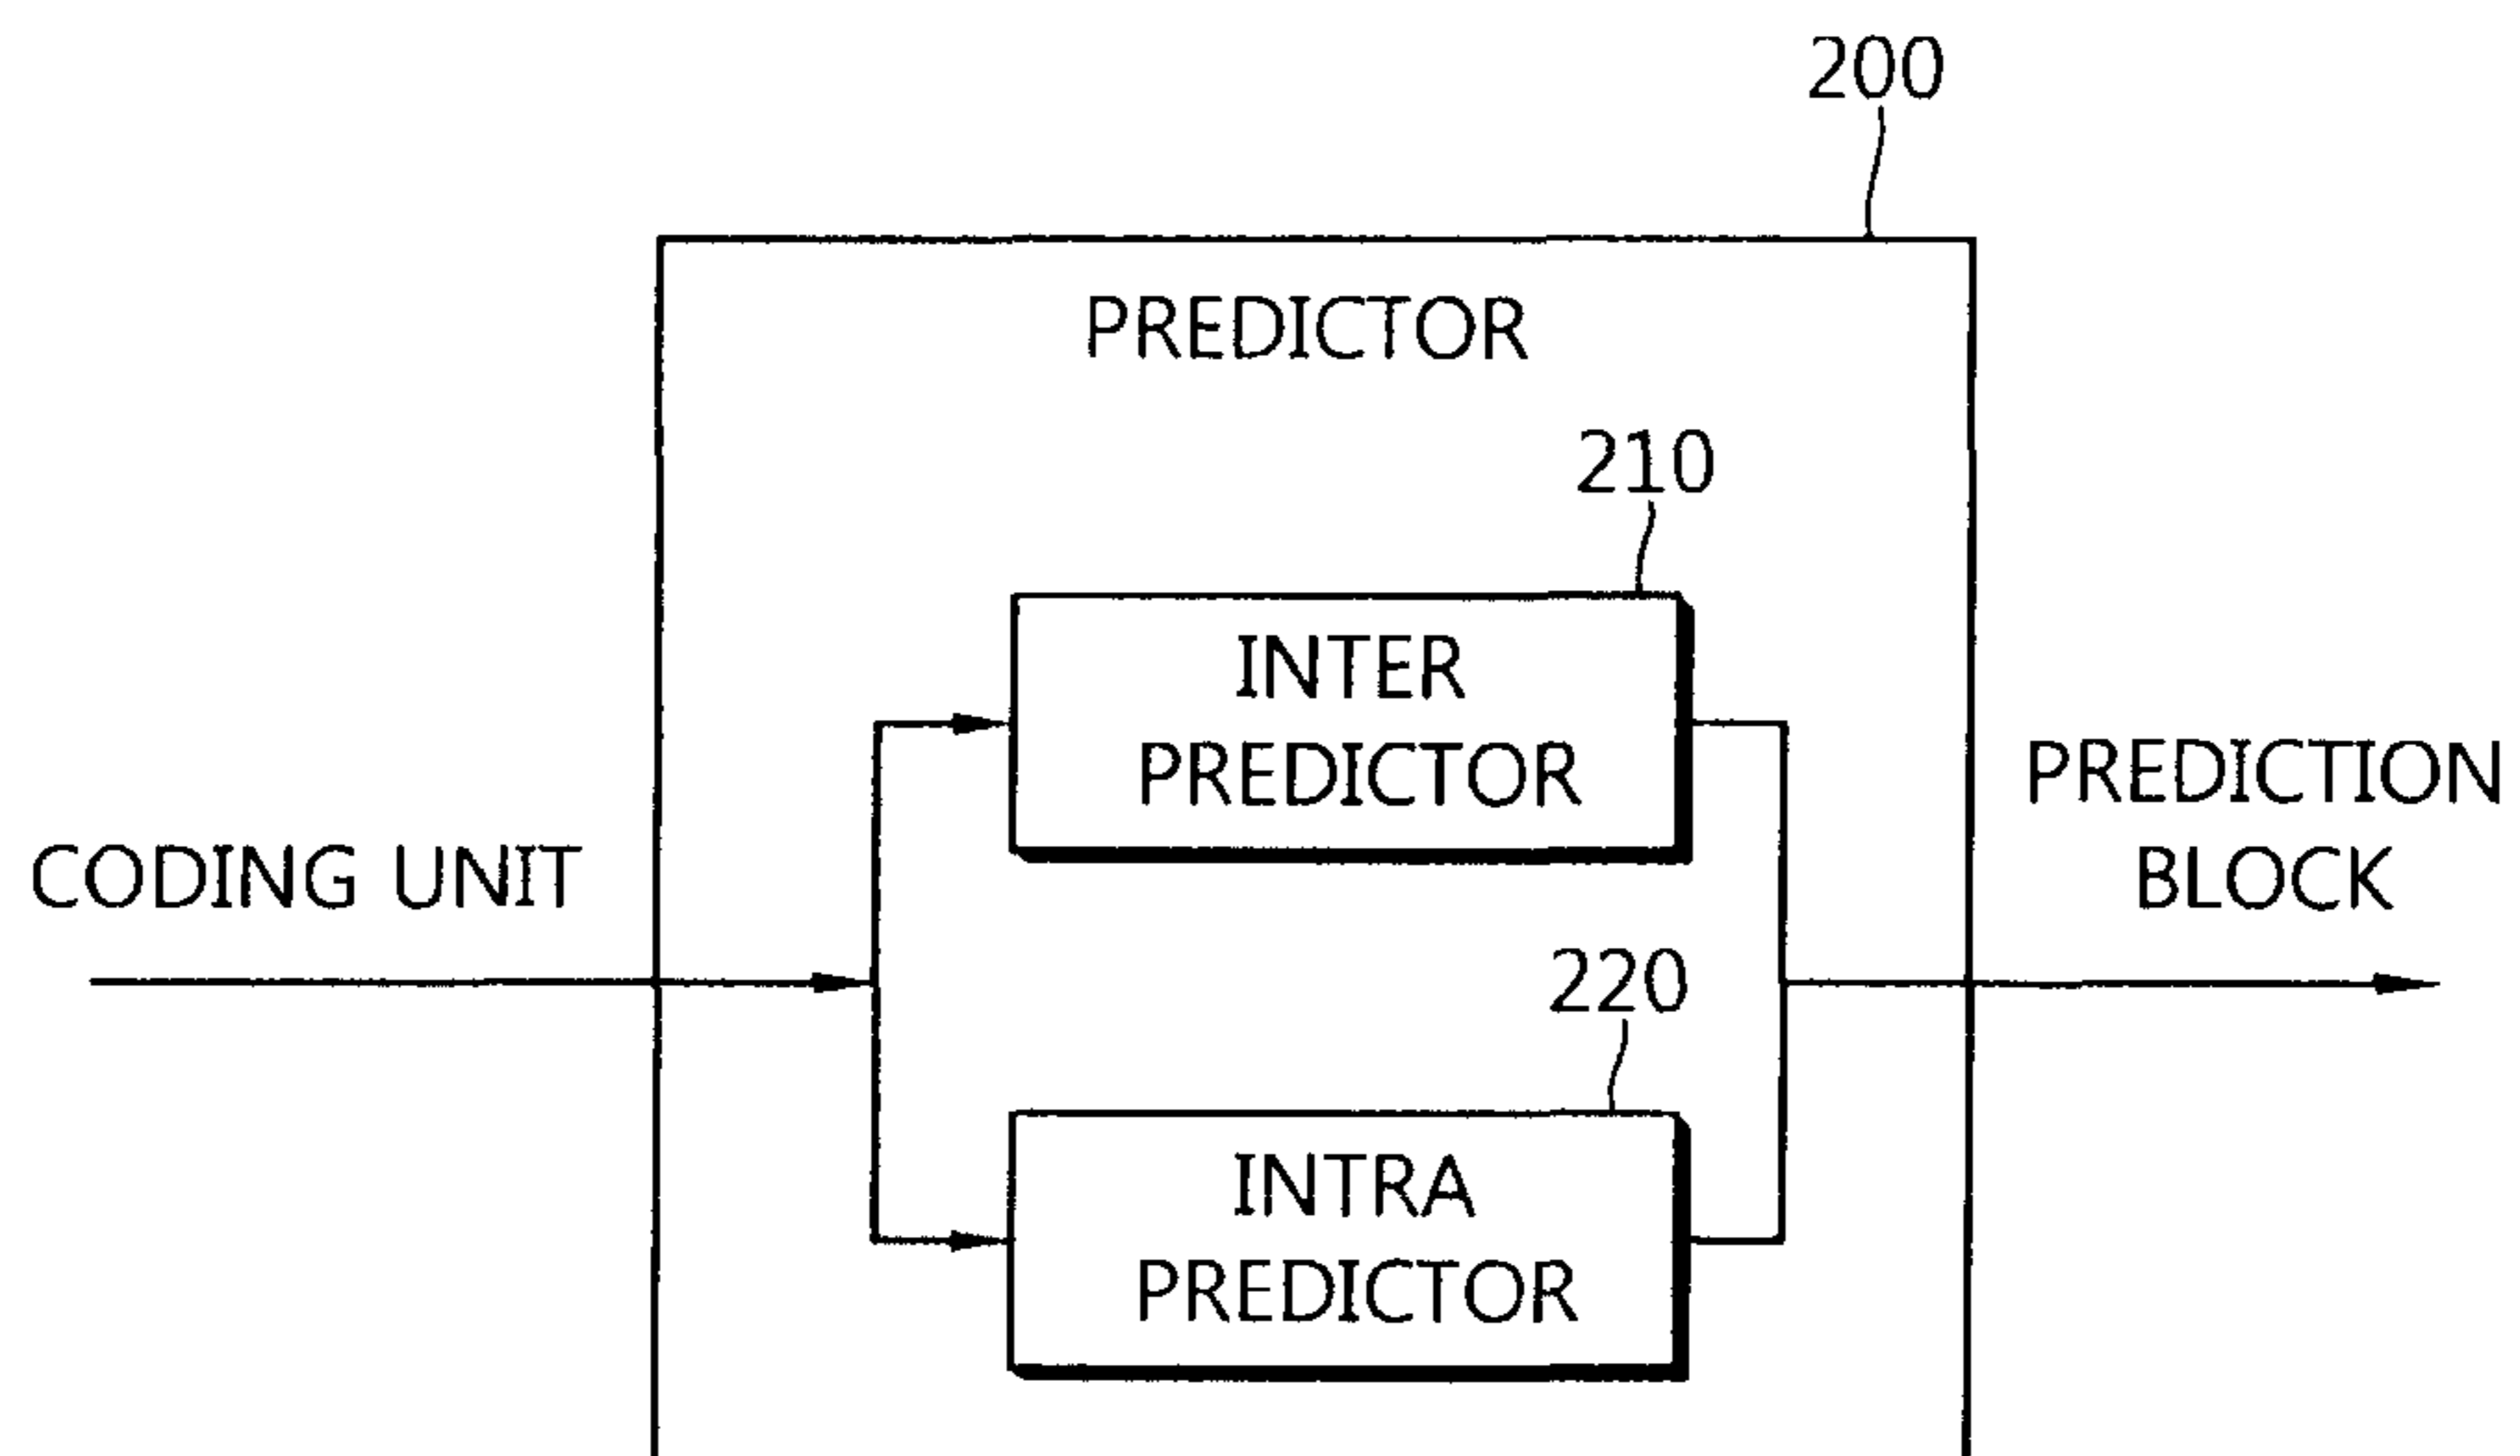 200
PREDICTOR
210
INTER
PREDICTOR
CODING UNIT
PREDICTION
BLOCK
220
INTRA
PREDICTOR